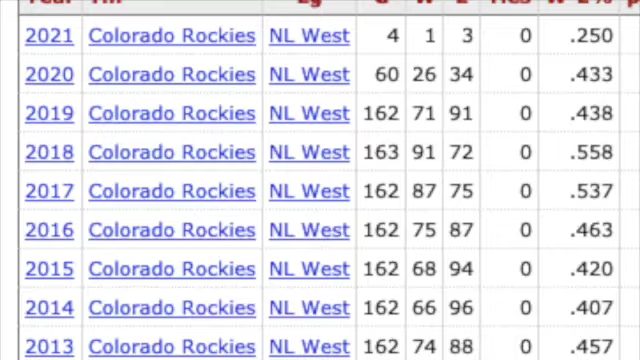 2021 Colorado Rockies NL West 4 1 3 0 .250
2020 Colorado Rockies NL West 60 26 34 0 .433
2019 Colorado Rockies NL West 162 71 91 0 .438
2018 Colorado Rockies NL West 163 91 72 0 .558
2017 Colorado Rockies NL West 162 87 75 0 .537
2016 Colorado Rockies NL West 162 75 87 0 .463
2015 Colorado Rockies NL West 162 68 94 0 .420
2014 Colorado Rockies NL West 162 66 96 0 .407
2013 Colorado Rockies NL West 162 74 88 0 .457